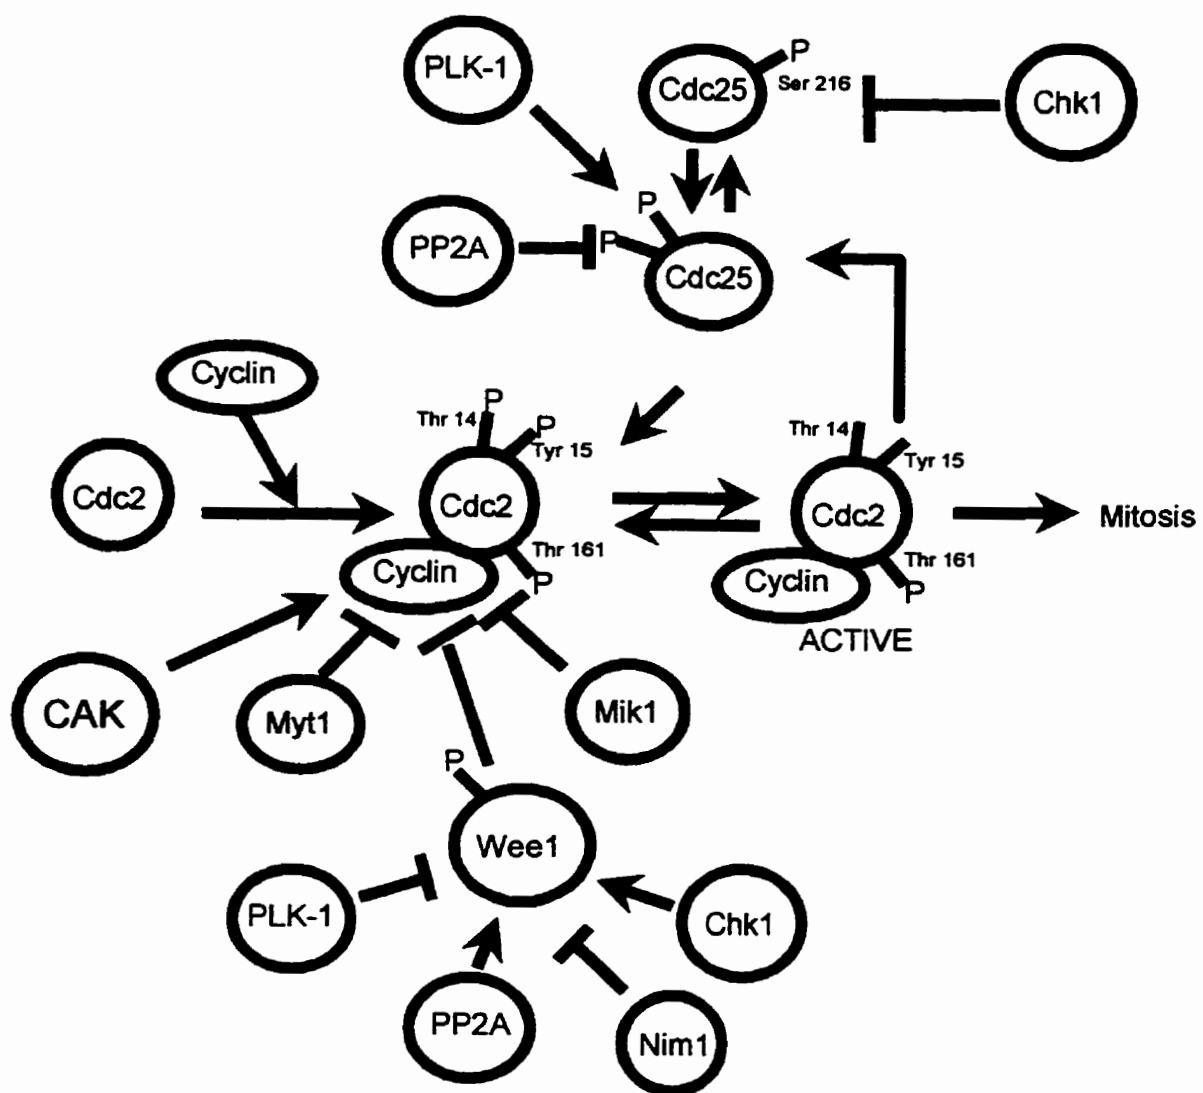 PLK-1
Cdc25
P
Ser 216
Chk1
P
PP2A
P
Cdc25
Cyclin
Cdc2
Thr 14
P
P
Tyr 15
Cdc2
Thr 161
P
Cyclin
Thr 14
Tyr 15
Cdc2
Thr 161
P
Cyclin
ACTIVE
Mitosis
CAK
Myt1
Mik1
P
Wee1
PLK-1
Chk1
PP2A
Nim1